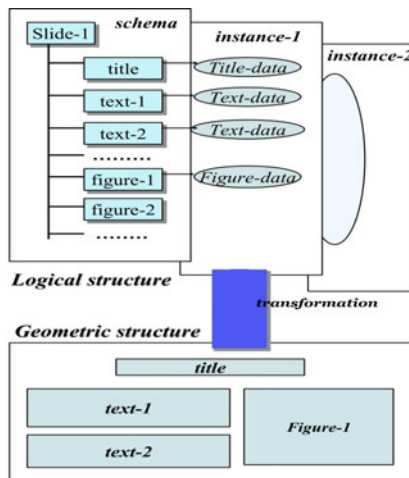 schema
Slide-1
title
text-1
text-2
.........
figure-1
figure-2
.......
instance-1
Title-data
Text-data
Text-data
Figure-data
instance-2
Logical structure
transformation
Geometric structure
title
text-1
text-2
Figure-1